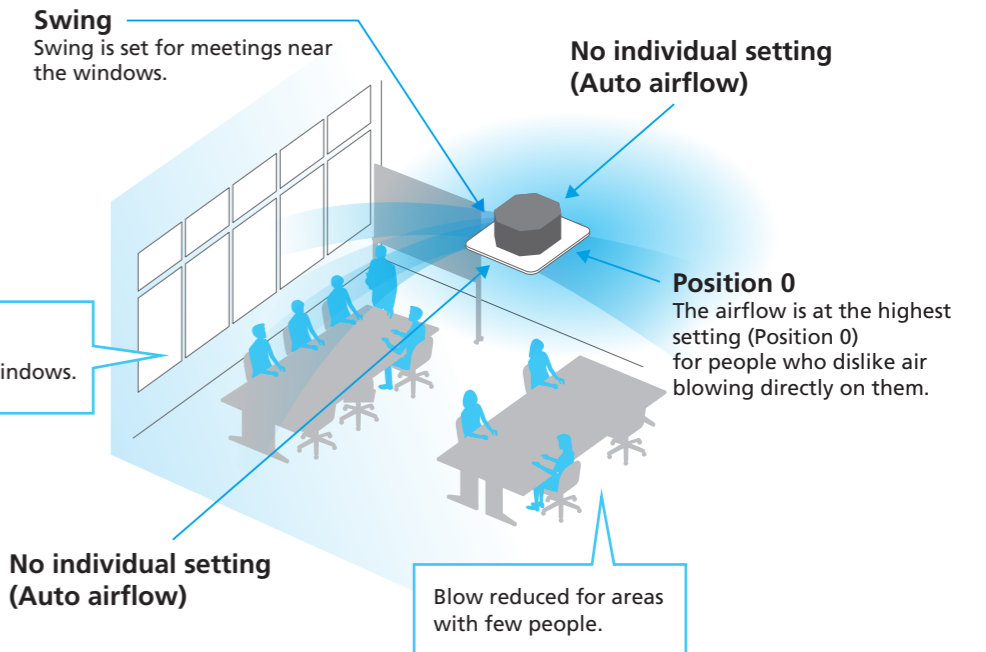 Swing
Swing is set for meetings near
the windows.
No individual setting
(Auto airflow)
Position 0
The airflow is at the highest
setting (Position 0)
for people who dislike air
blowing directly on them.
No individual setting
(Auto airflow)
Blow reduced for areas
with few people.